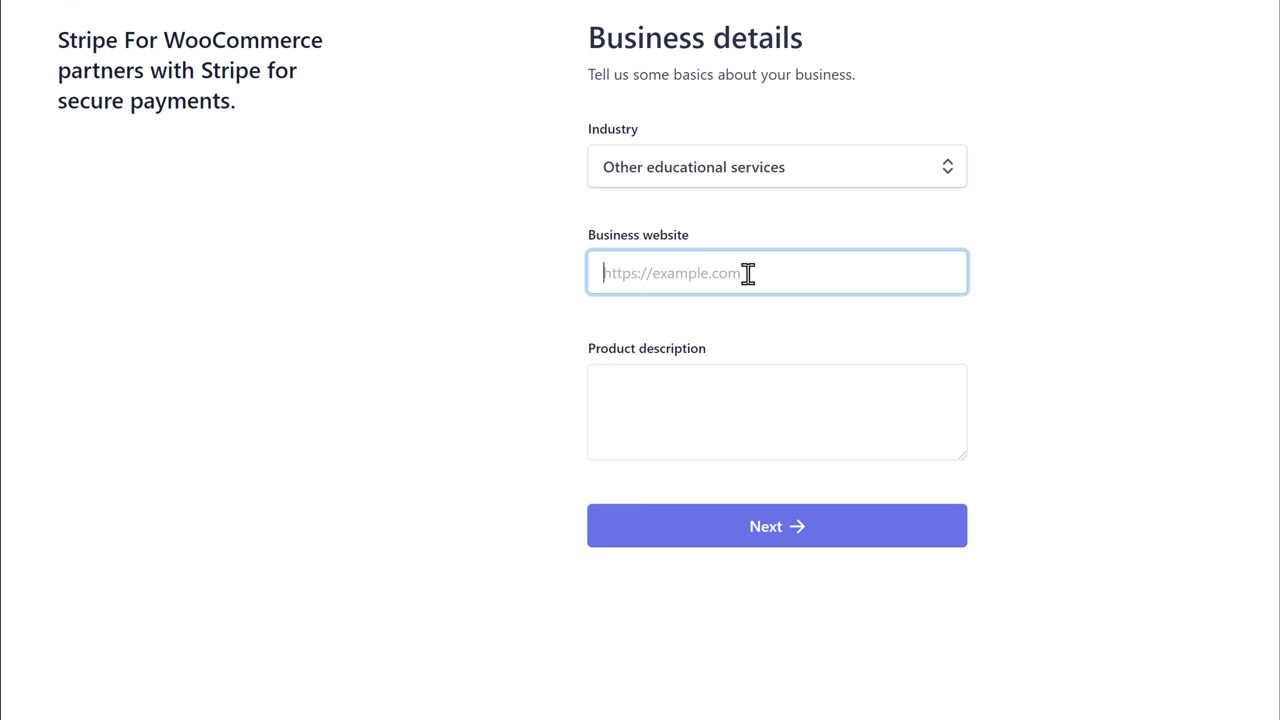 Stripe For WooCommerce
partners with Stripe for
secure payments.
Business details
Tell us some basics about your business.
Industry
Other educational services
Business website
https://example.com
Product description
Next